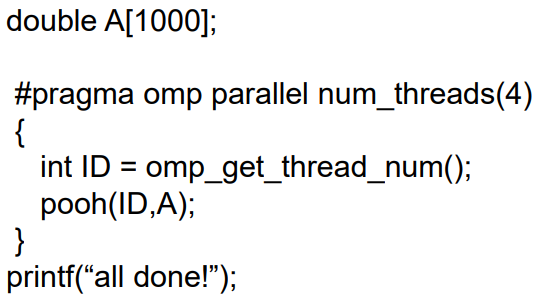 double A[1000];
#pragma omp parallel num_threads(4)
{
int ID = omp_get_thread_num();
pooh(ID,A);
}
printf(“all done!”);